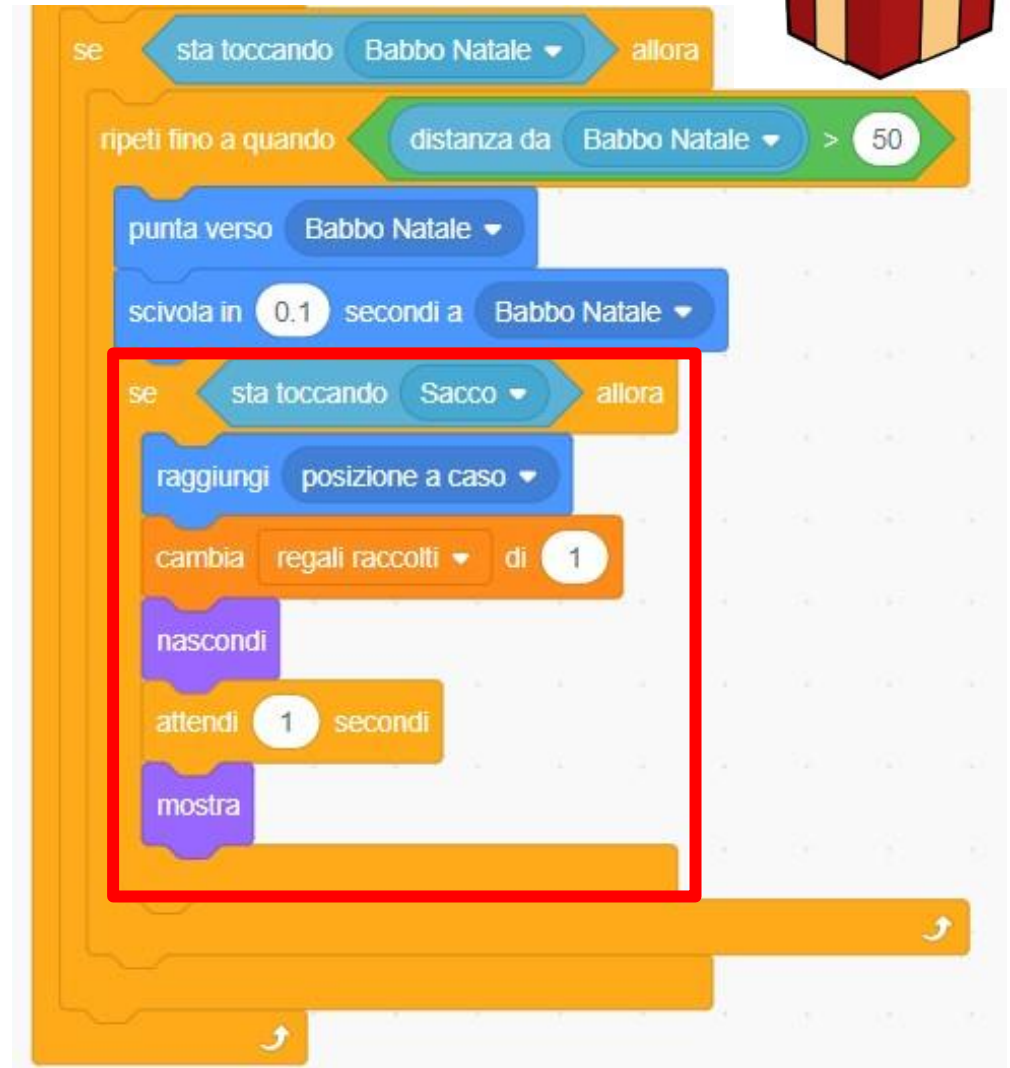 se sta toccando Babbo Natale allora
ripeti fino a quando distanza da Babbo Natale > 50
punta verso Babbo Natale
scivola in 0.1 secondi a Babbo Natale
se sta toccando Sacco allora
raggiungi posizione a caso
cambia regali raccolti di 1
nascondi
attendi 1 secondi
mostra